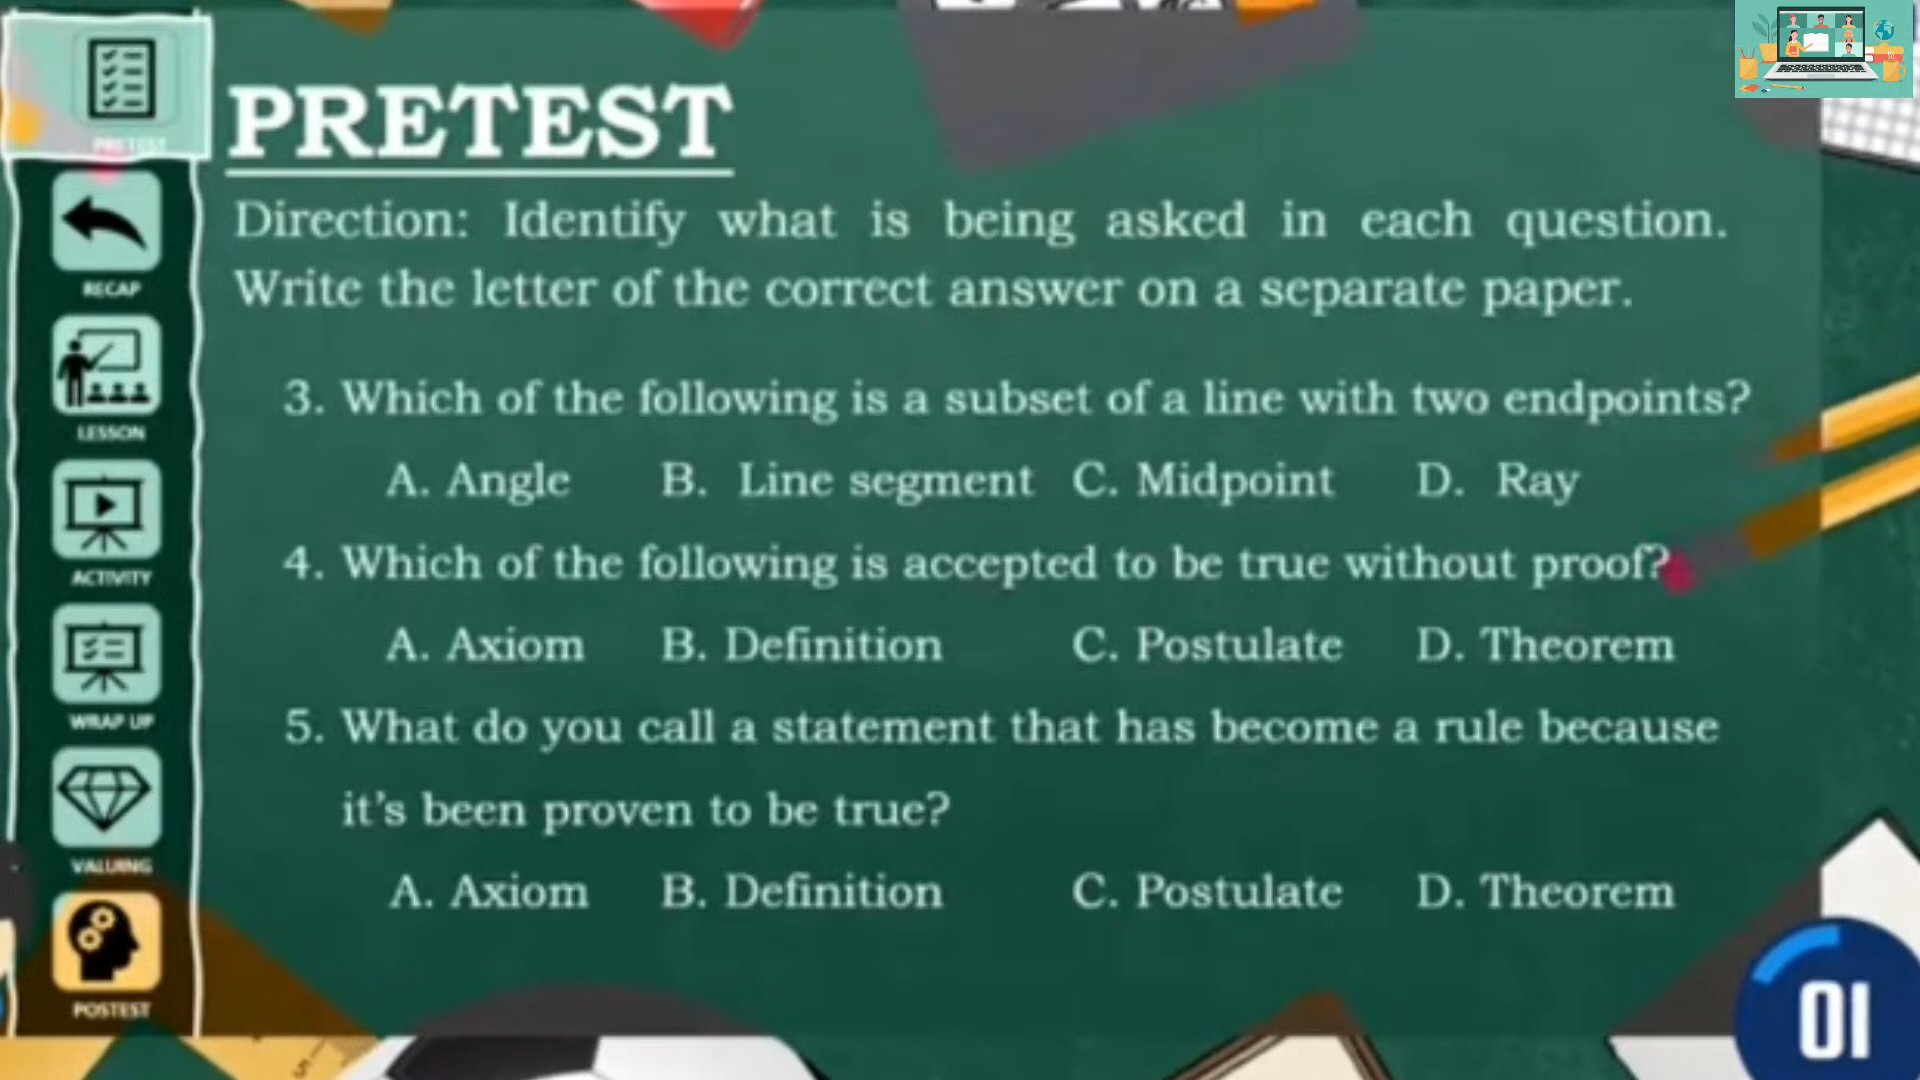 PRETEST
PRETEST
Direction: Identify what is being asked in each question.
Write the letter of the correct answer on a separate paper.
RECAP
3. Which of the following is a subset of a line with two endpoints?
LESSON
A. Angle B. Line segment C. Midpoint D. Ray
4. Which of the following is accepted to be true without proof?
ACTIVITY
A. Axiom B. Definition C. Postulate D. Theorem
WRAP UP
5. What do you call a statement that has become a rule because
it's been proven to be true?
VALUING
A. Axiom B. Definition C. Postulate D. Theorem
POSTEST
01
5